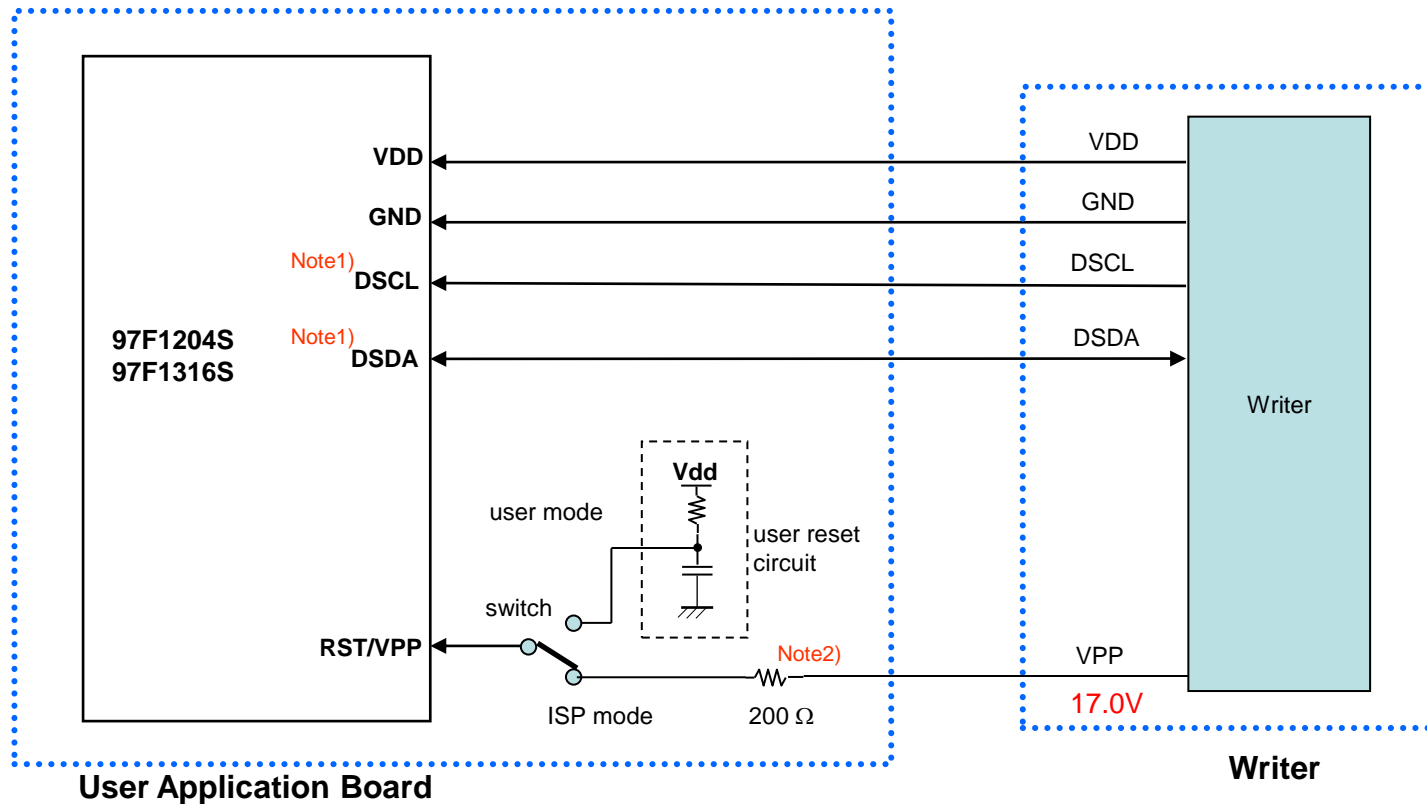 VDD
VDD
GND
GND
Note1)
DSCL
DSCL
97F1204S
97F1316S
Note1)
DSDA
DSDA
Writer
Vdd
user mode
user reset
circuit
switch
RST/VPP
Note2)
VPP
ISP mode
200 Ω
17.0V
User Application Board
Writer